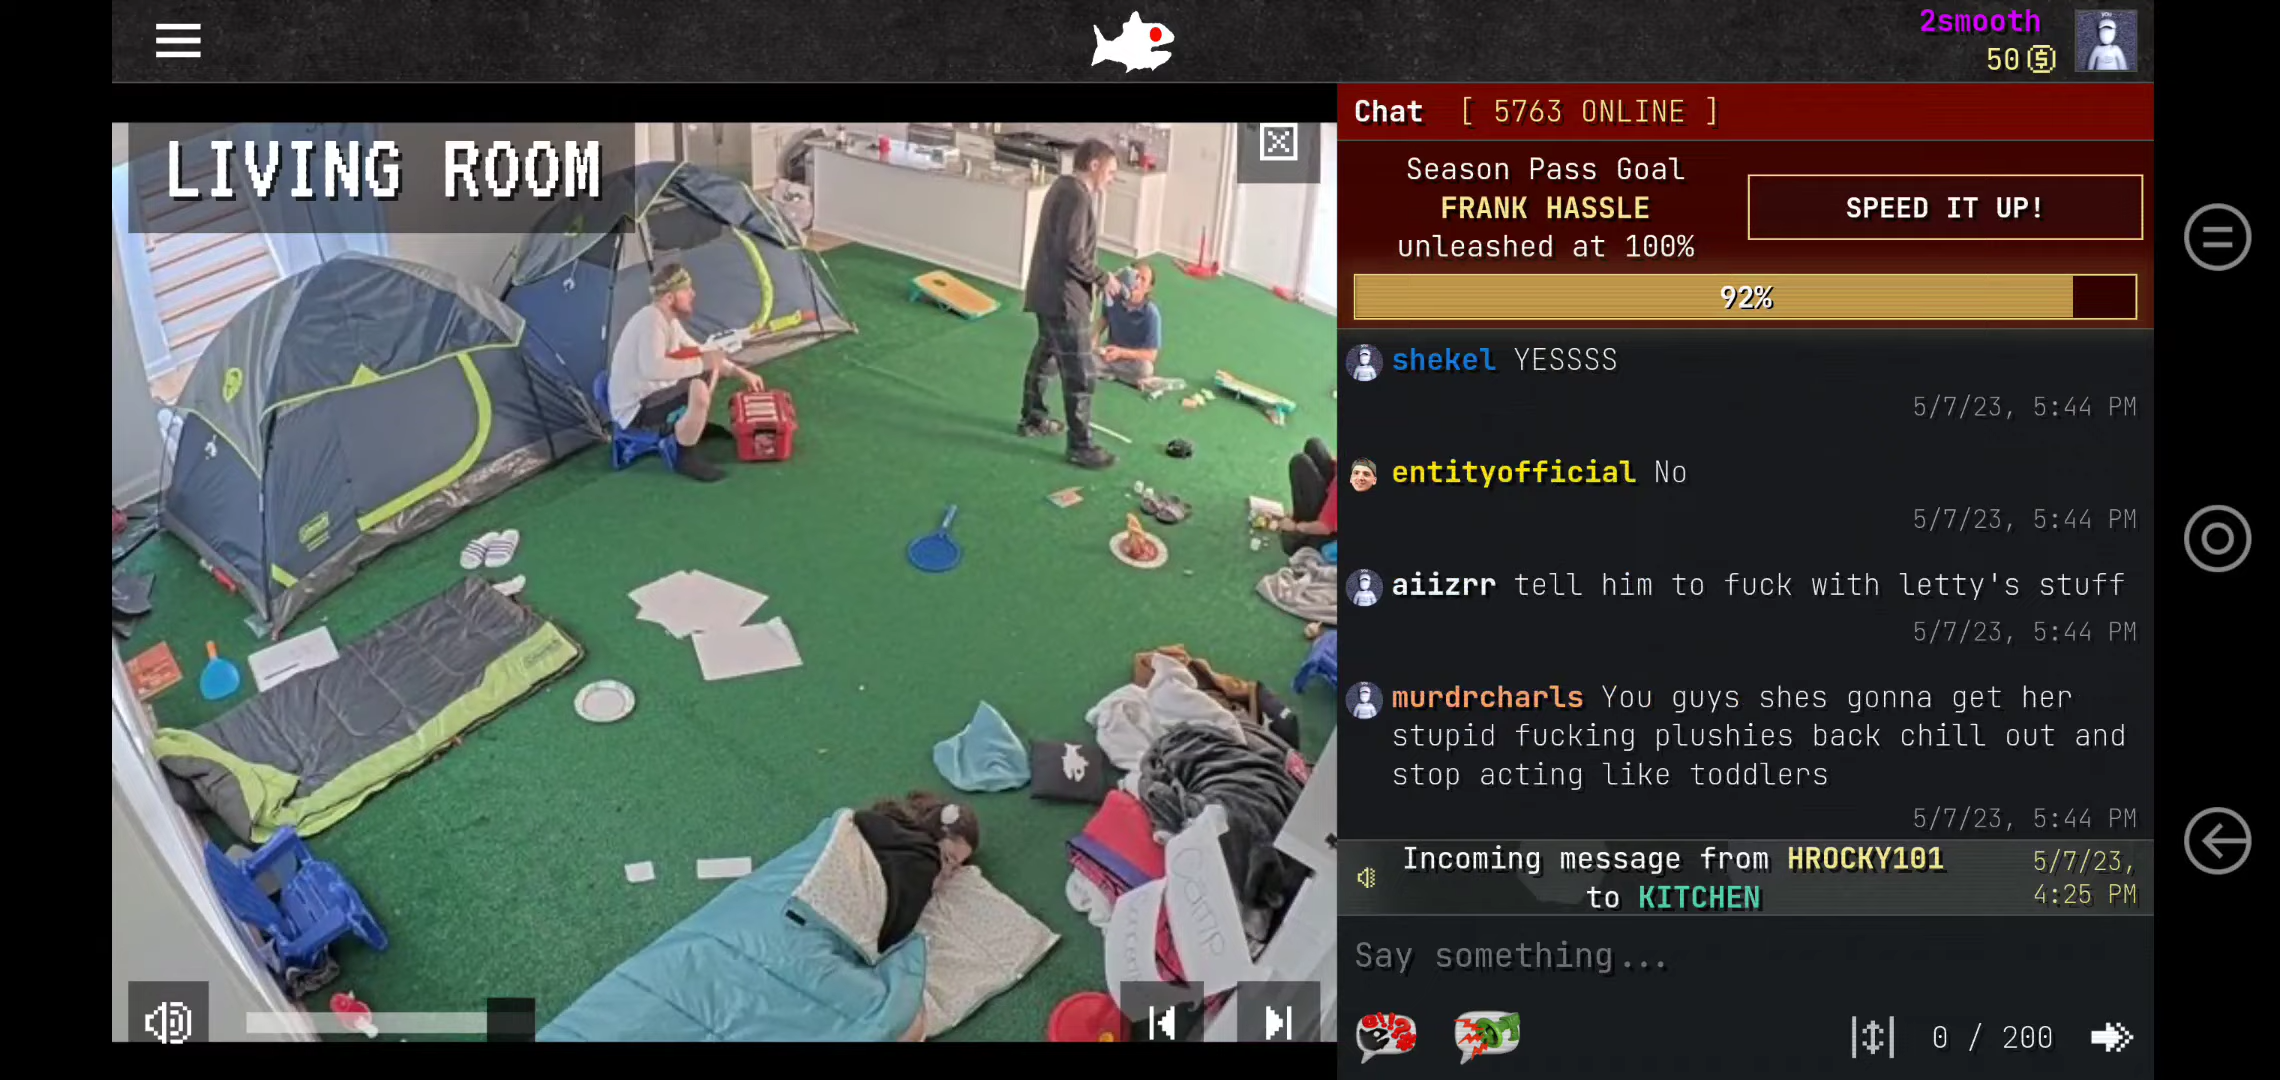 2smooth
50
LIVING ROOM
Chat [ 5763 ONLINE ]
Season Pass Goal
FRANK HASSLE
unleashed at 100%
SPEED IT UP!
92%
shekel YESSSS
5/7/23, 5:44 PM
entityofficial No
5/7/23, 5:44 PM
aiizrr tell him to fuck with letty's stuff
5/7/23, 5:44 PM
murdrcharls You guys shes gonna get her
stupid fucking plushies back chill out and
stop acting like toddlers
5/7/23, 5:44 PM
Incoming message from HROCKY101
to KITCHEN
5/7/23,
4:25 PM
Say something...
0 / 200
Camp